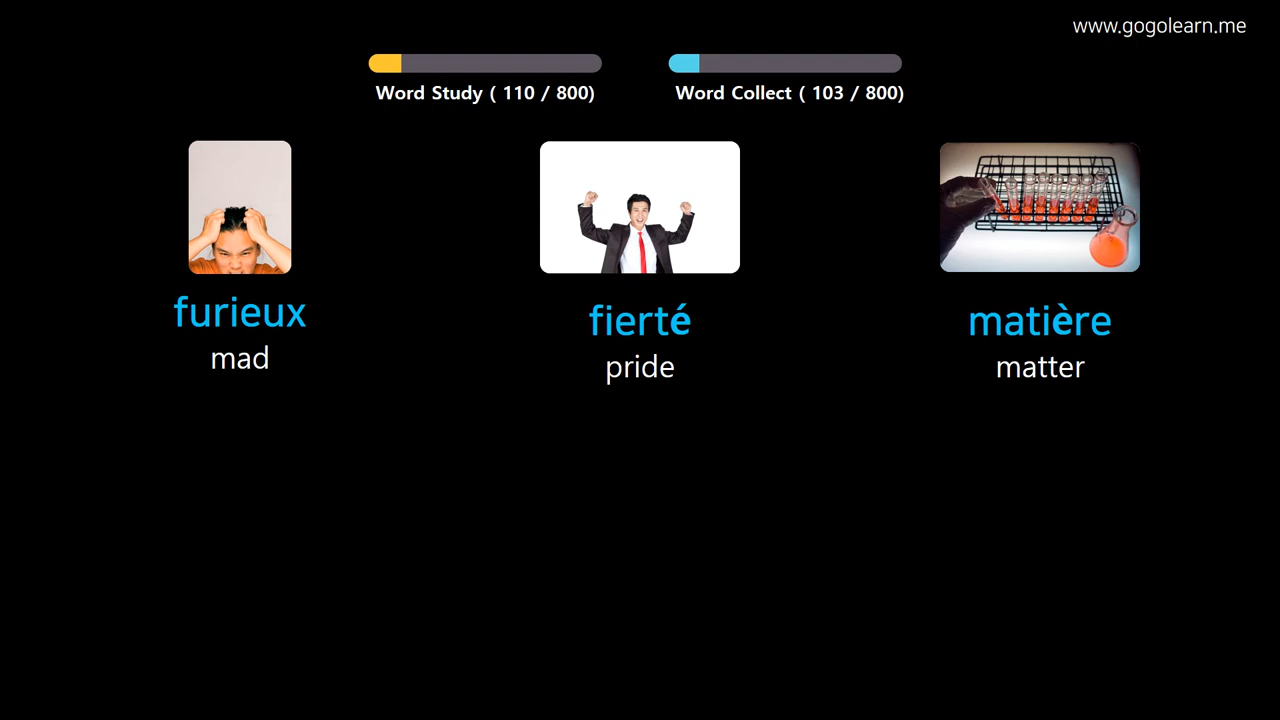 www.gogolearn.me
Word Study ( 110 / 800)
Word Collect ( 103 / 800)
furieux
mad
fierté
pride
matière
matter